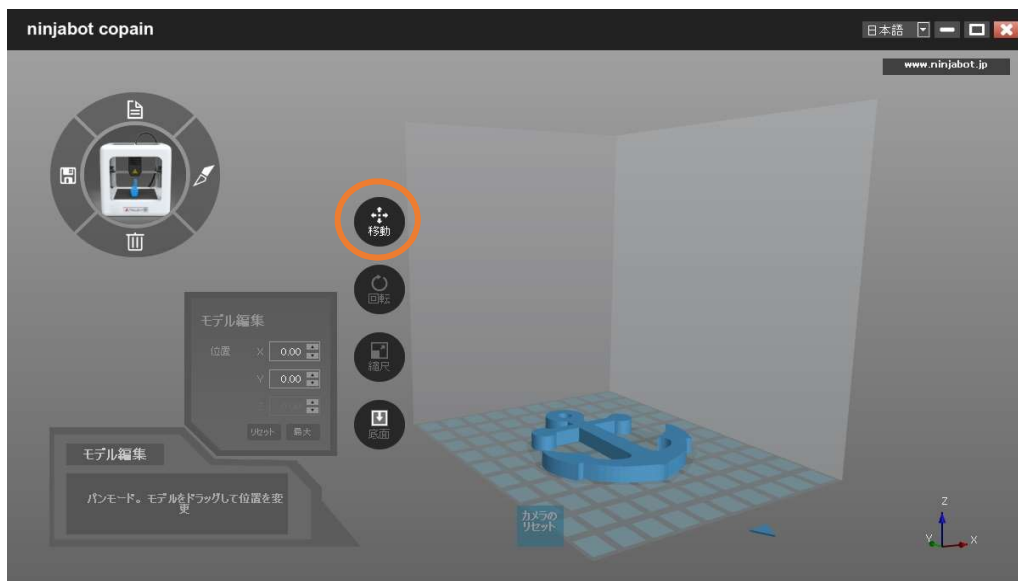 ninjabot copain
日本語
www.ninjabot.jp
移動
回転
モデル編集
位置 X 0.00
縮尺
Y 0.00
Z
リセット 最大
底面
モデル編集
パンモード。モデルをドラッグして位置を変
更
カメラの
リセット
Z
Y X